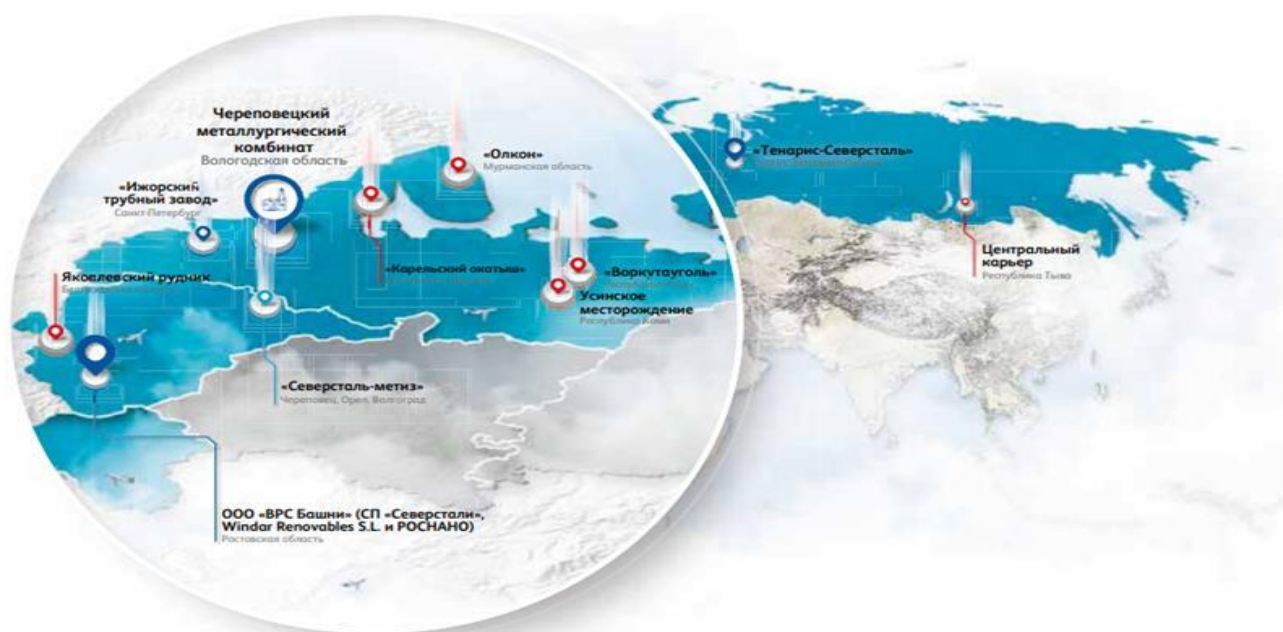 Череповецкий
металлургический
комбинат
Вологодская область
«Олкон»
Мурманская область
«Ижорский
трубный завод»
Санкт-Петербург
«Карельский окатыш»
Яковлевский рудник
«Воркутауголь»
Усинское
месторождение
Республика Коми
«Северсталь-метиз»
Череповец, Орел, Волгоград
ООО «ВРС Башни» (СП «Северстали»,
Windar Renovables S.L. и РОСНАНО)
Ростовская область
«Тенарис-Северсталь»
Центральный
карьер
Республика Тыва